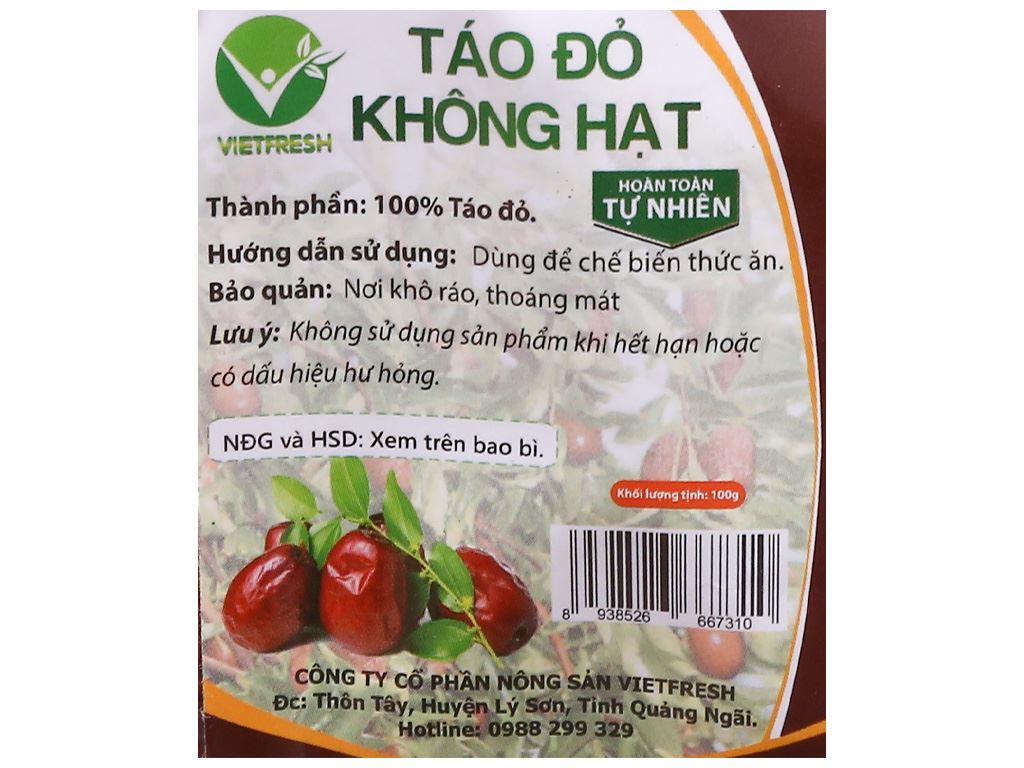 VIETFRESH
TÁO ĐỎ
KHÔNG HẠT
HOÀN TOÀN
TỰ NHIÊN
Thành phần: 100% Táo đỏ.
Hướng dẫn sử dụng: Dùng để chế biến thức ăn.
Bảo quản: Nơi khô ráo, thoáng mát
Lưu ý: Không sử dụng sản phẩm khi hết hạn hoặc
có dấu hiệu hư hỏng.
NĐG và HSD: Xem trên bao bì.
Khối lượng tịnh: 100g
8 938526 667310
CÔNG TY CỔ PHẦN NÔNG SẢN VIETFRESH
Đc: Thôn Tây, Huyện Lý Sơn, Tỉnh Quảng Ngãi.
Hotline: 0988 299 329